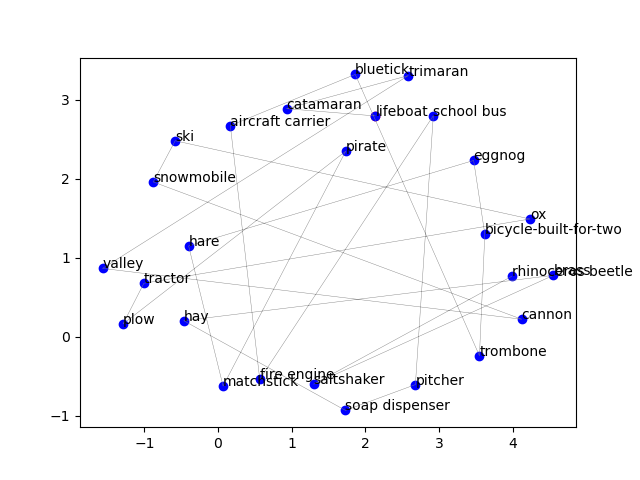 bluetick
trimaran
catamaran
lifeboat
school bus
aircraft carrier
ski
pirate
eggnog
snowmobile
ox
bicycle-built-for-two
hare
valley
tractor
rhinoceros beetle
brass
plow
hay
cannon
trombone
matchstick
fire engine
saltshaker
pitcher
soap dispenser
3
2
1
0
−1
−1
0
1
2
3
4